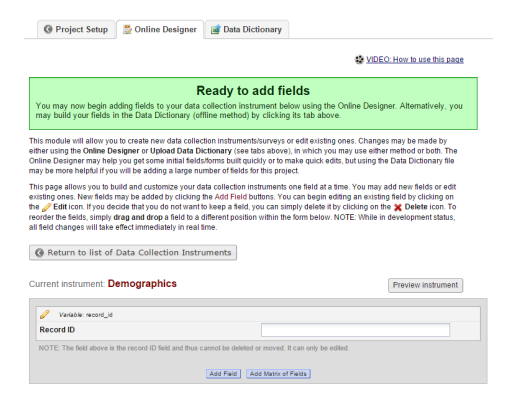 Project Setup Online Designer Data Dictionary
VIDEO: How to use this page
Ready to add fields
You may now begin adding fields to your data collection instrument below using the Online Designer. Alternatively, you
may build your fields in the Data Dictionary (offline method) by clicking its tab above.
This module will allow you to create new data collection instruments/surveys or edit existing ones. Changes may be made by
either using the Online Designer or Upload Data Dictionary (see tabs above), in which you may use either method or both. The
Online Designer may help you get some initial fields/forms built quickly or to make quick edits, but using the Data Dictionary file
may be more helpful if you will be adding a large number of fields for this project.
This page allows you to build and customize your data collection instruments one field at a time. You may add new fields or edit
existing ones. New fields may be added by clicking the Add Field buttons. You can begin editing an existing field by clicking on
the Edit icon. If you decide that you do not want to keep a field, you can simply delete it by clicking on the Delete icon. To
reorder the fields, simply drag and drop a field to a different position within the form below. NOTE: While in development status,
all field changes will take effect immediately in real time.
Return to list of Data Collection Instruments
Current instrument: Demographics Preview instrument
Variable: record_id
Record ID
NOTE: The field above is the record ID field and thus cannot be deleted or moved. It can only be edited.
Add Field Add Matrix of Fields